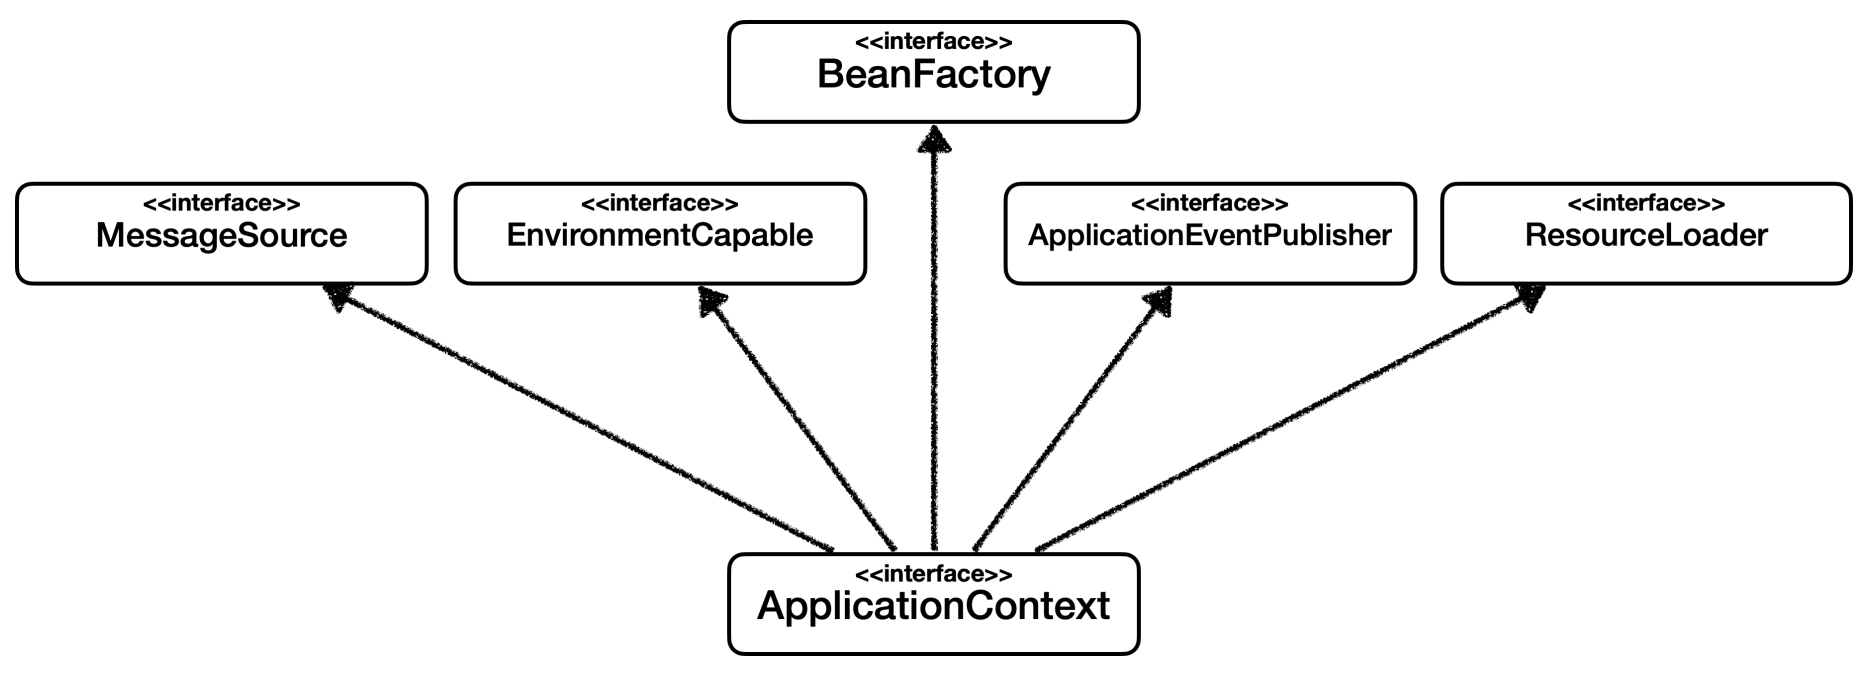 <<interface>>
BeanFactory
<<interface>>
MessageSource
<<interface>>
EnvironmentCapable
<<interface>>
ApplicationEventPublisher
<<interface>>
ResourceLoader
<<interface>>
ApplicationContext